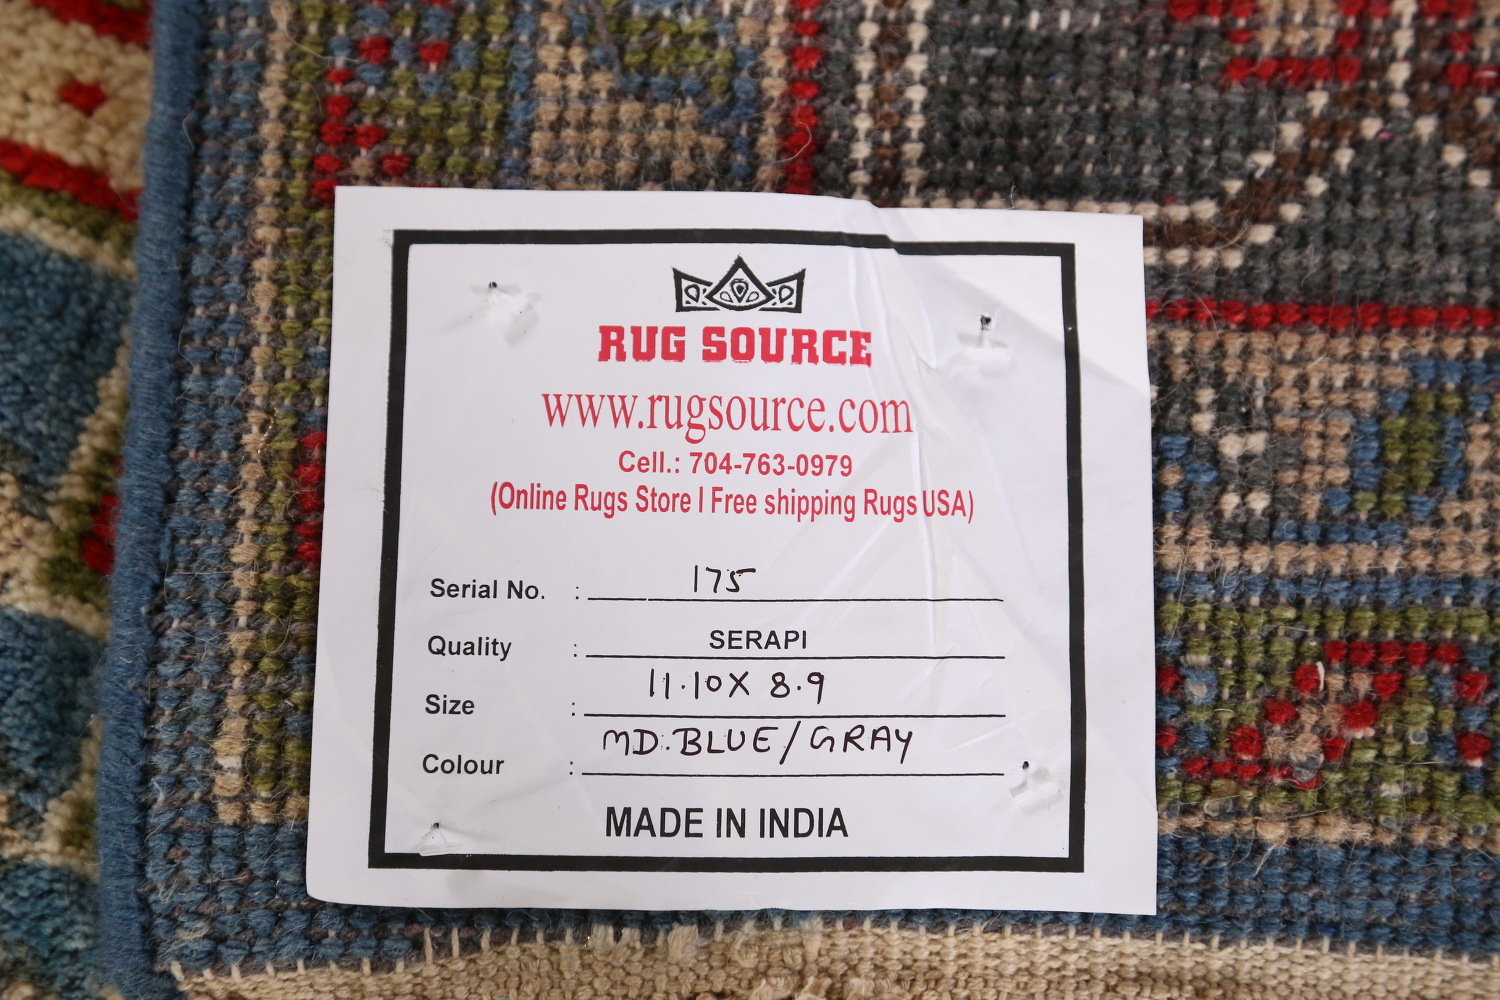 RUG SOURCE
www.rugsource.com
Cell.: 704-763-0979
(Online Rugs Store I Free shipping Rugs USA)
Serial No. : 175
Quality : SERAPI
Size : 11.10X 8.9
Colour : MD.BLUE/GRAY
MADE IN INDIA